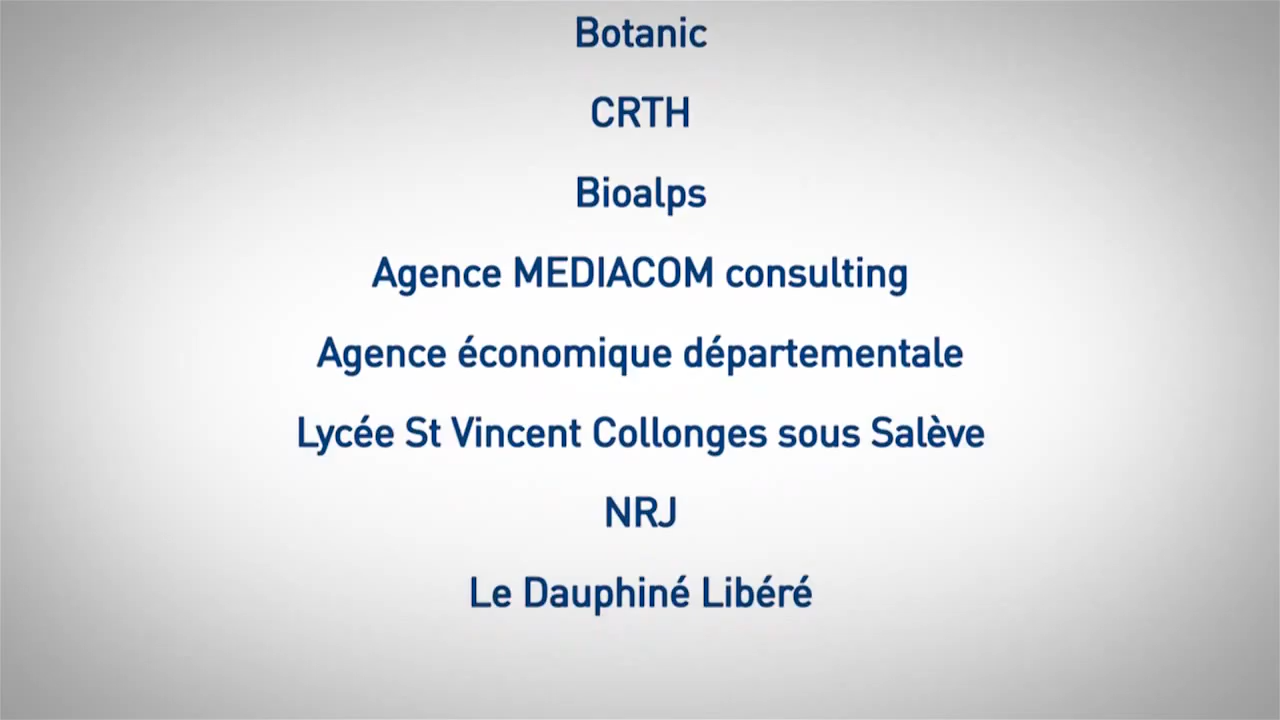 Botanic
CRTH
Bioalps
Agence MEDIACOM consulting
Agence économique départementale
Lycée St Vincent Collonges sous Salève
NRJ
Le Dauphiné Libéré